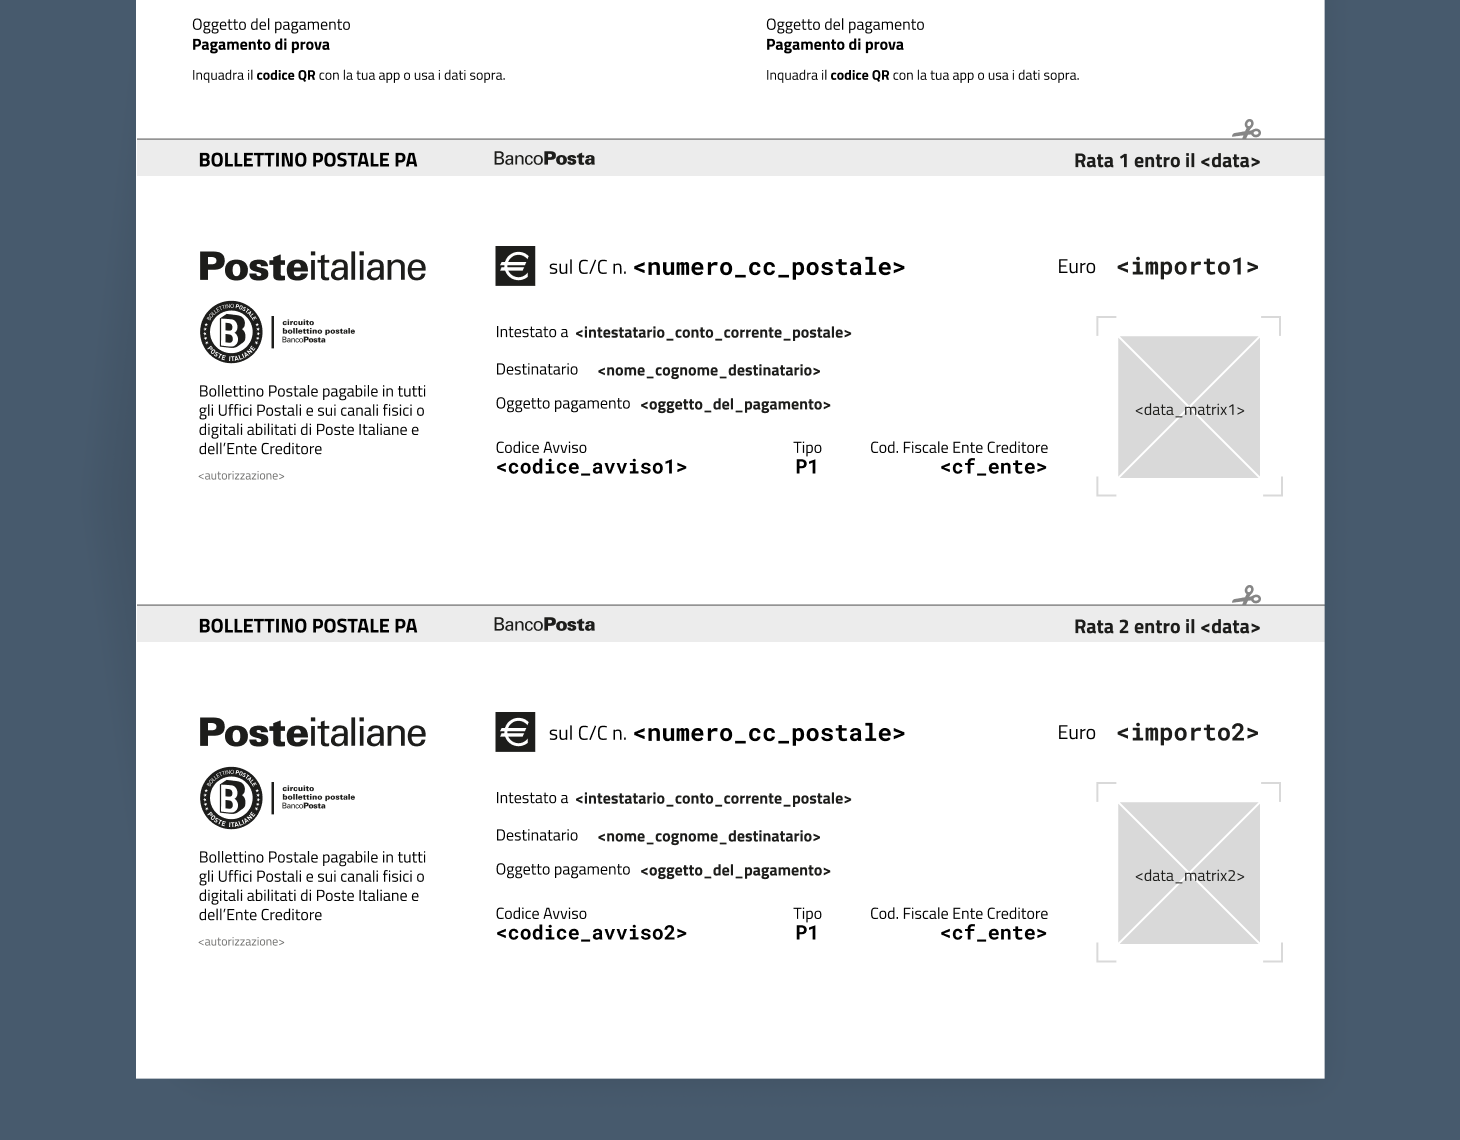 Oggetto del pagamento
Pagamento di prova
Inquadra il codice QR con la tua app o usa i dati sopra.
Oggetto del pagamento
Pagamento di prova
Inquadra il codice QR con la tua app o usa i dati sopra.
BOLLETTINO POSTALE PA
BancoPosta
Rata 1 entro il <data>
Posteitaliane
BOLLETTINO POSTALE
B
POSTE ITALIANE
circuito
bollettino postale
BancoPosta
Bollettino Postale pagabile in tutti
gli Uffici Postali e sui canali fisici o
digitali abilitati di Poste Italiane e
dell’Ente Creditore
<autorizzazione>
€ sul C/C n. <numero_cc_postale>
Euro <importo1>
Intestato a <intestatario_conto_corrente_postale>
Destinatario <nome_cognome_destinatario>
Oggetto pagamento <oggetto_del_pagamento>
Codice Avviso Tipo Cod. Fiscale Ente Creditore
<codice_avviso1> P1 <cf_ente>
<data_matrix1>
BOLLETTINO POSTALE PA
BancoPosta
Rata 2 entro il <data>
Posteitaliane
BOLLETTINO POSTALE
B
POSTE ITALIANE
circuito
bollettino postale
BancoPosta
Bollettino Postale pagabile in tutti
gli Uffici Postali e sui canali fisici o
digitali abilitati di Poste Italiane e
dell’Ente Creditore
<autorizzazione>
€ sul C/C n. <numero_cc_postale>
Euro <importo2>
Intestato a <intestatario_conto_corrente_postale>
Destinatario <nome_cognome_destinatario>
Oggetto pagamento <oggetto_del_pagamento>
Codice Avviso Tipo Cod. Fiscale Ente Creditore
<codice_avviso2> P1 <cf_ente>
<data_matrix2>